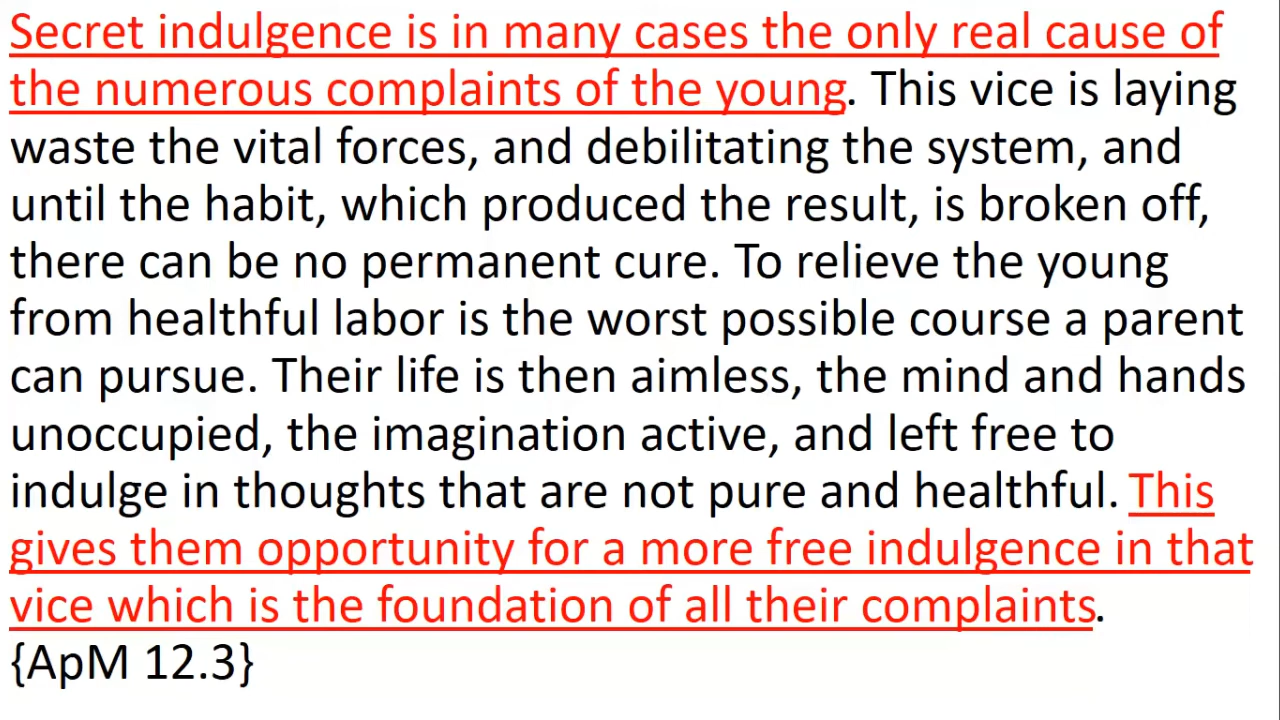 Secret indulgence is in many cases the only real cause of
the numerous complaints of the young. This vice is laying
waste the vital forces, and debilitating the system, and
until the habit, which produced the result, is broken off,
there can be no permanent cure. To relieve the young
from healthful labor is the worst possible course a parent
can pursue. Their life is then aimless, the mind and hands
unoccupied, the imagination active, and left free to
indulge in thoughts that are not pure and healthful. This
gives them opportunity for a more free indulgence in that
vice which is the foundation of all their complaints.
{ApM 12.3}